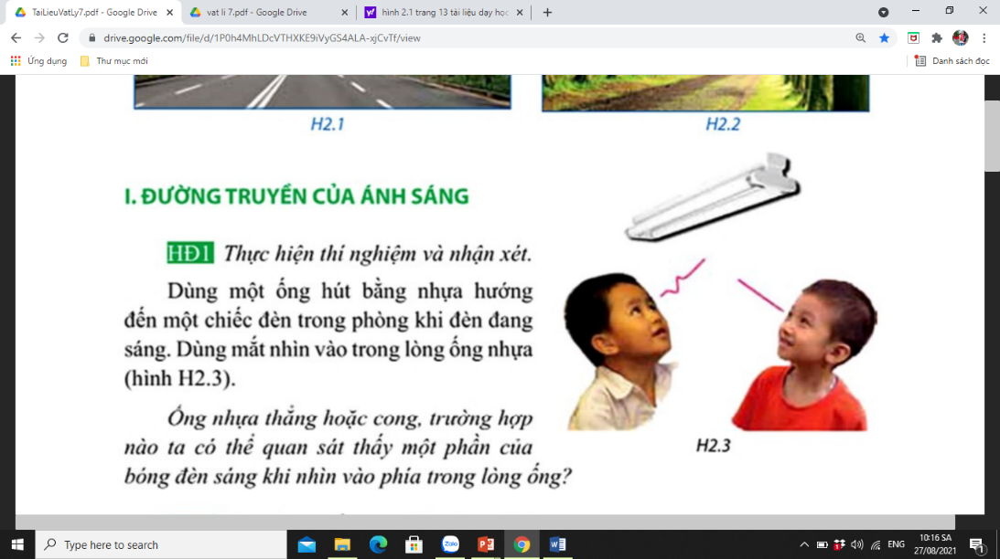 TaiLieuVatLy7.pdf - Google Drive
vat li 7.pdf - Google Drive
hình 2.1 trang 13 tài liệu dạy học
drive.google.com/file/d/1P0h4MhLDcVTHXKE9iVyGS4ALA-xjCvTf/view
Ứng dụng
Thư mục mới
Danh sách đọc
H2.1
H2.2
I. ĐƯỜNG TRUYỀN CỦA ÁNH SÁNG
HĐ1 Thực hiện thí nghiệm và nhận xét.
Dùng một ống hút bằng nhựa hướng
đến một chiếc đèn trong phòng khi đèn đang
sáng. Dùng mắt nhìn vào trong lòng ống nhựa
(hình H2.3).
Ống nhựa thẳng hoặc cong, trường hợp
nào ta có thể quan sát thấy một phần của
bóng đèn sáng khi nhìn vào phía trong lòng ống?
H2.3
Type here to search
Zalo
ENG
10:16 SA
27/08/2021
1